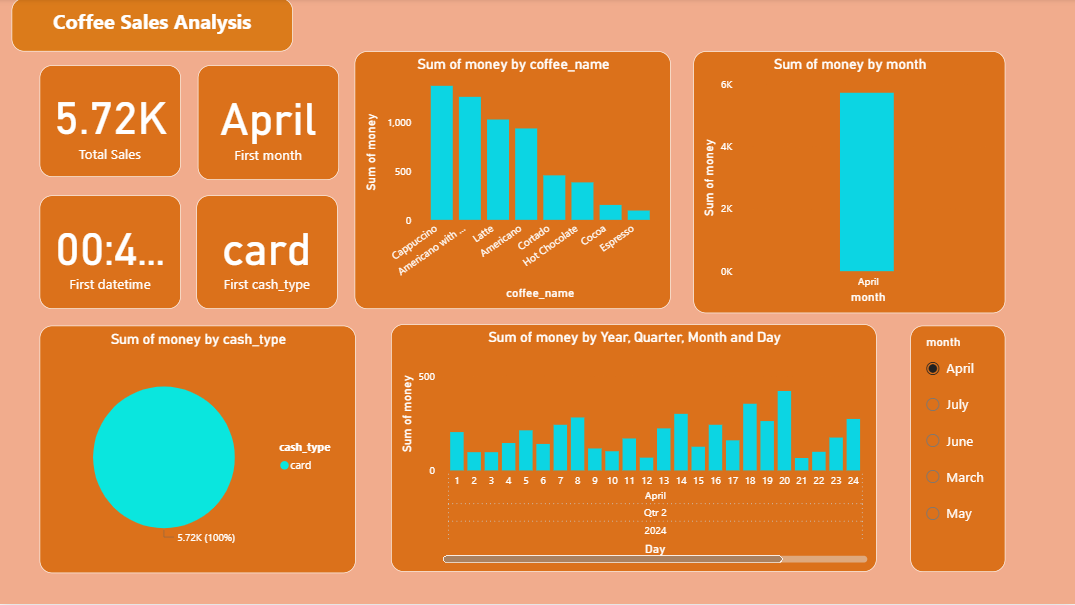 Coffee Sales Analysis
5.72K
Total Sales
April
First month
00:4...
First datetime
card
First cash_type
Sum of money by coffee_name
Sum of money
1,000
500
0
Cappuccino
Americano with ...
Latte
Americano
Cortado
Hot Chocolate
Cocoa
Espresso
coffee_name
Sum of money by month
Sum of money
6K
4K
2K
0K
April
month
Sum of money by cash_type
cash_type
card
5.72K (100%)
Sum of money by Year, Quarter, Month and Day
Sum of money
500
0
1 2 3 4 5 6 7 8 9 10 11 12 13 14 15 16 17 18 19 20 21 22 23 24
April
Qtr 2
2024
Day
month
April
July
June
March
May